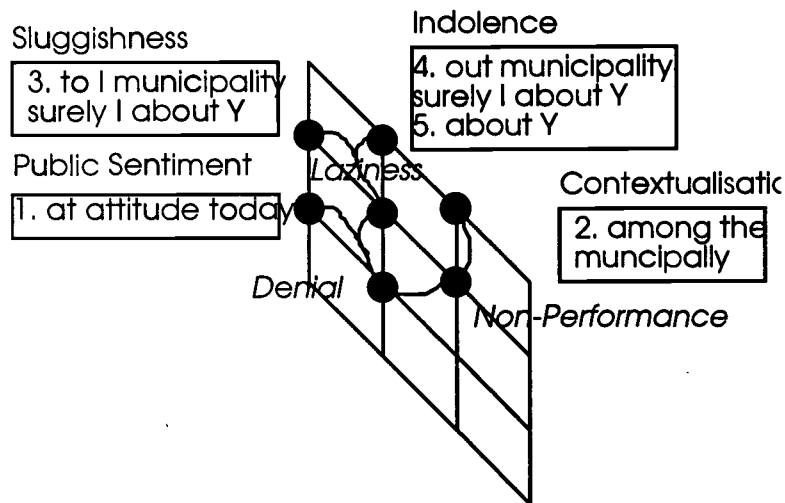 Indolence
Sluggishness
4. out municipality
surely I about Y
5. about Y
3. to I municipality
surely I about Y
Laziness
Public Sentiment
Contextualisatic
1. at attitude today
2. among the
muncipally
Denial
Non-Performance